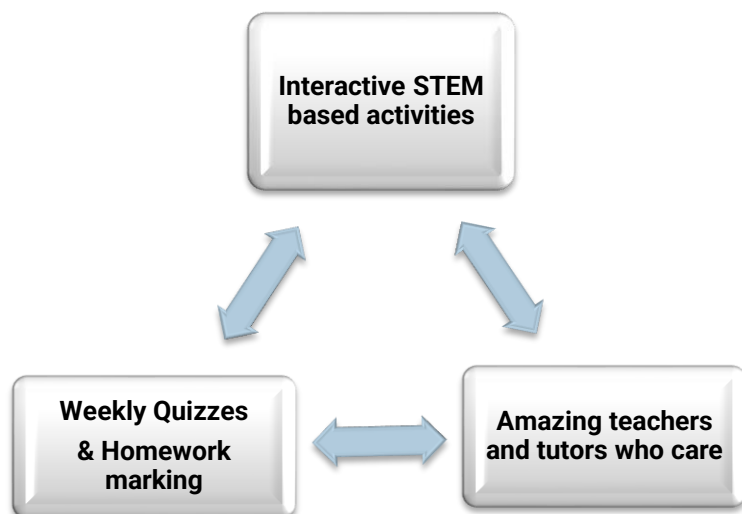 Interactive STEM
based activities
Weekly Quizzes
& Homework
marking
Amazing teachers
and tutors who care